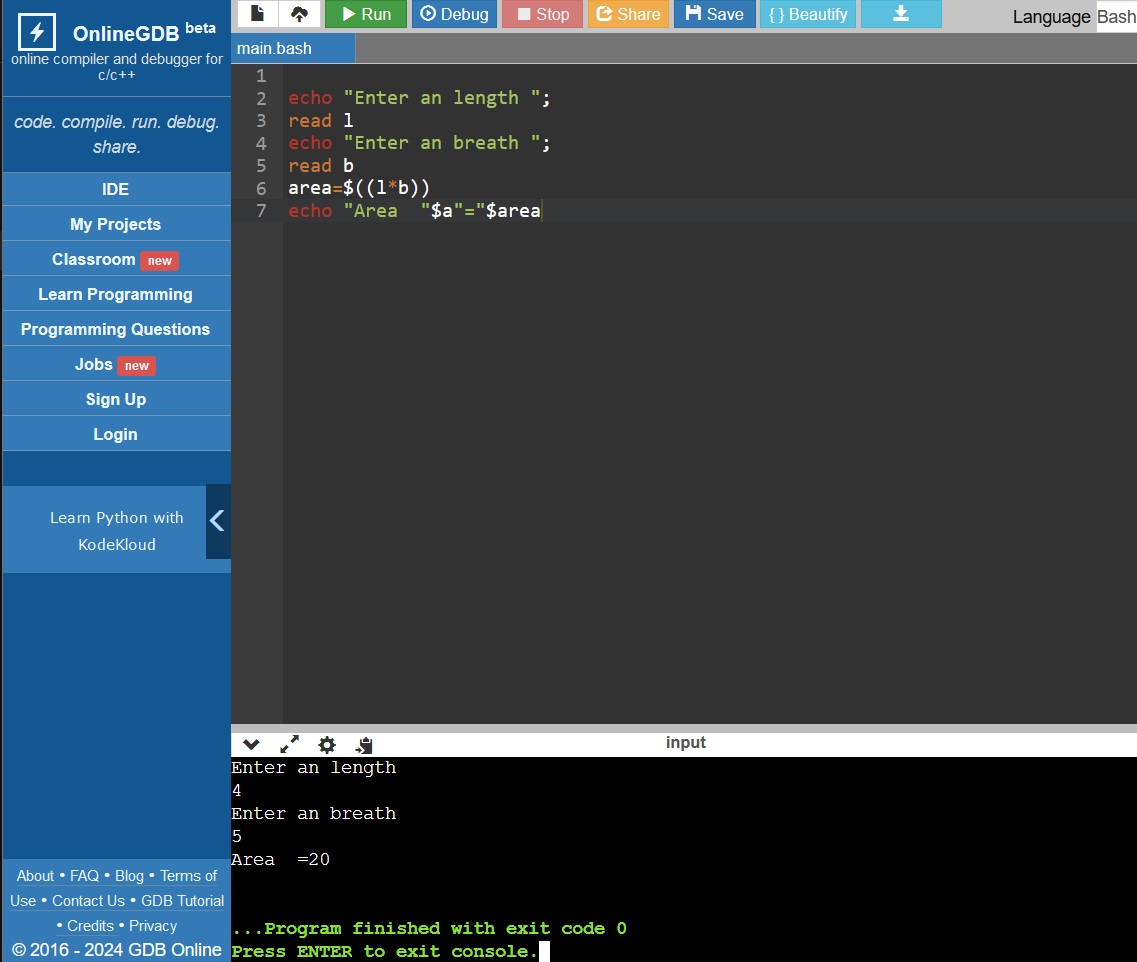 OnlineGDB beta
online compiler and debugger for
c/c++
code. compile. run. debug.
share.
IDE
My Projects
Classroom new
Learn Programming
Programming Questions
Jobs new
Sign Up
Login
Learn Python with
KodeKloud
About • FAQ • Blog • Terms of
Use • Contact Us • GDB Tutorial
• Credits • Privacy
© 2016 - 2024 GDB Online
Run Debug Stop Share Save { } Beautify Language Bash
main.bash
1
2 echo "Enter an length ";
3 read l
4 echo "Enter an breath ";
5 read b
6 area=$((l*b))
7 echo "Area  "$a"="$area
input
Enter an length
4
Enter an breath
5
Area  =20
...Program finished with exit code 0
Press ENTER to exit console.